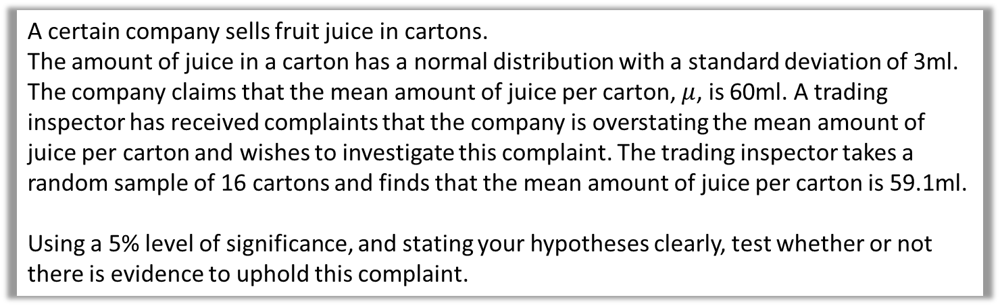 A certain company sells fruit juice in cartons.
The amount of juice in a carton has a normal distribution with a standard deviation of 3ml.
The company claims that the mean amount of juice per carton, 𝜇, is 60ml. A trading
inspector has received complaints that the company is overstating the mean amount of
juice per carton and wishes to investigate this complaint. The trading inspector takes a
random sample of 16 cartons and finds that the mean amount of juice per carton is 59.1ml.
Using a 5% level of significance, and stating your hypotheses clearly, test whether or not
there is evidence to uphold this complaint.